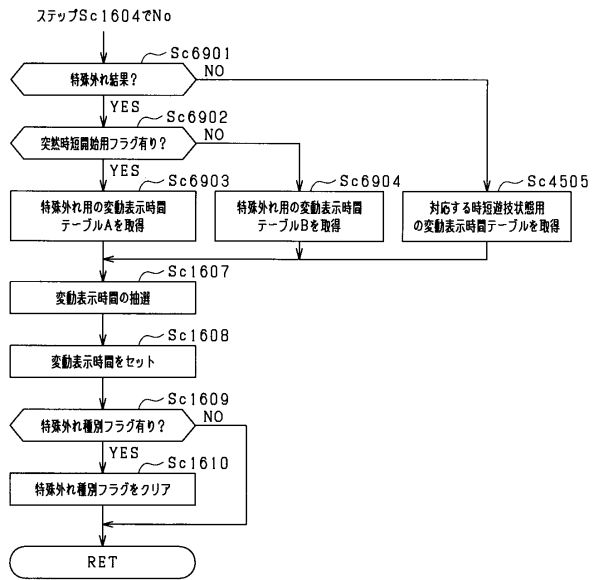 ステップSc1604でNo
Sc6901
特殊外れ結果?
NO
YES
Sc6902
突然時短開始用フラグ有り?
NO
YES
Sc6903
特殊外れ用の変動表示時間
テーブルAを取得
Sc6904
特殊外れ用の変動表示時間
テーブルBを取得
Sc4505
対応する時短遊技状態用
の変動表示時間テーブルを取得
Sc1607
変動表示時間の抽選
Sc1608
変動表示時間をセット
Sc1609
特殊外れ種別フラグ有り?
NO
YES
Sc1610
特殊外れ種別フラグをクリア
RET